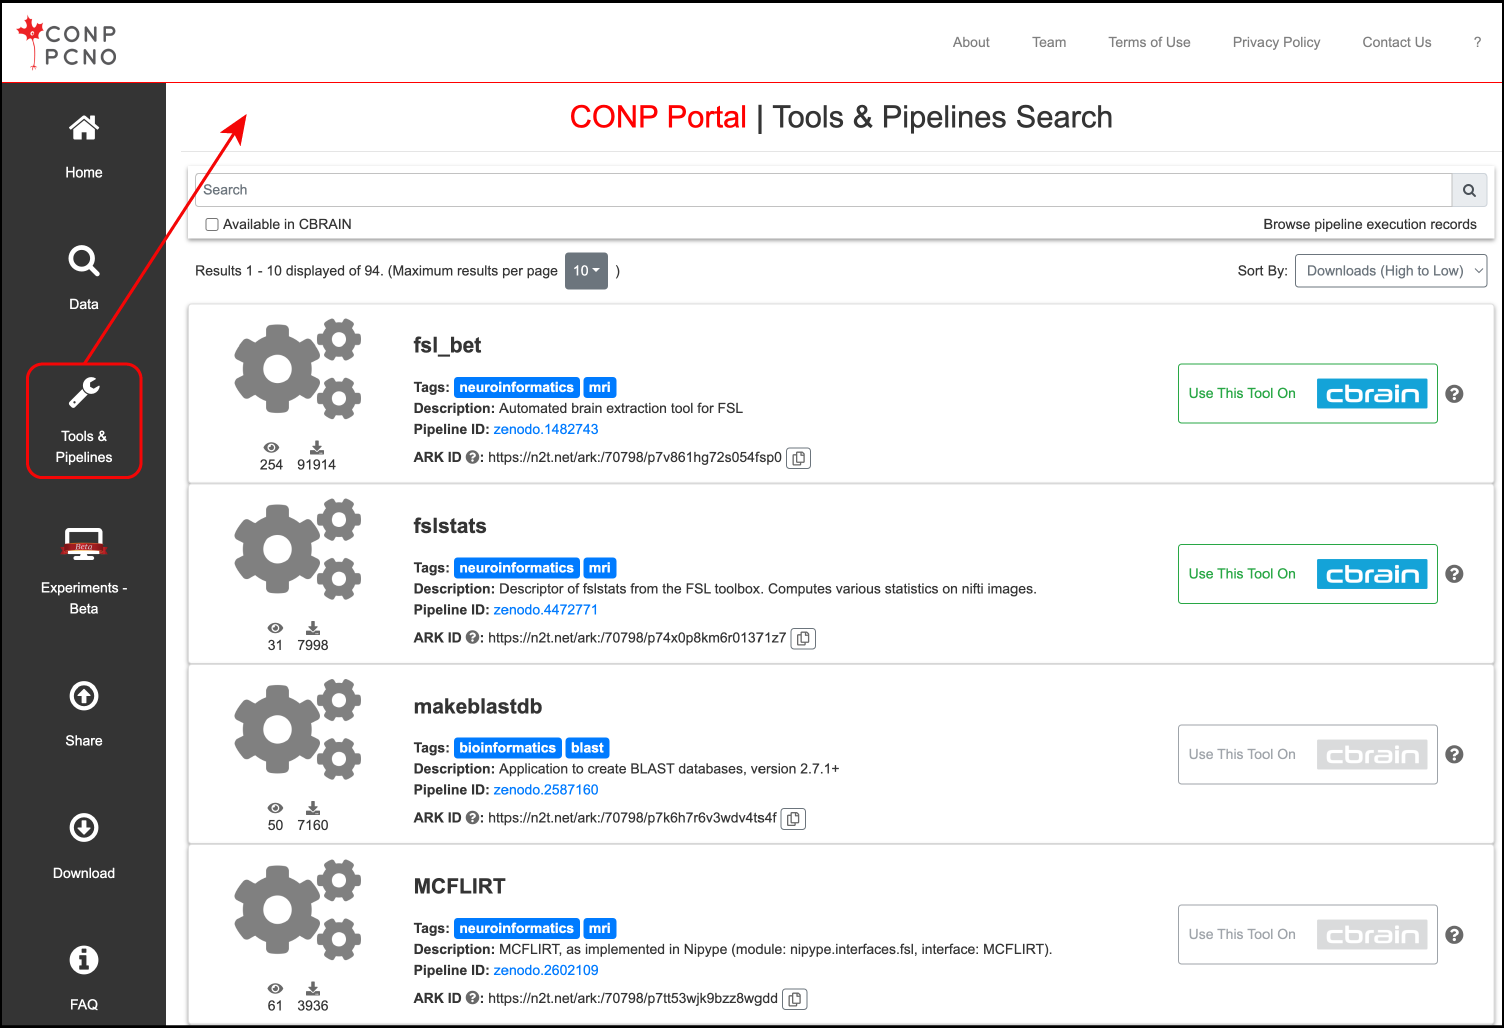 CONP
PCNO
About Team Terms of Use Privacy Policy Contact Us ?
CONP Portal | Tools & Pipelines Search
Home
Data
Tools &
Pipelines
Beta
Experiments -
Beta
Share
Download
FAQ
Search
Available in CBRAIN
Browse pipeline execution records
Results 1 - 10 displayed of 94. (Maximum results per page 10 )
Sort By: Downloads (High to Low)
fsl_bet
Tags: neuroinformatics mri
Description: Automated brain extraction tool for FSL
Pipeline ID: zenodo.1482743
ARK ID ?: https://n2t.net/ark:/70798/p7v861hg72s054fsp0
254 91914
Use This Tool On cbrain ?
fslstats
Tags: neuroinformatics mri
Description: Descriptor of fslstats from the FSL toolbox. Computes various statistics on nifti images.
Pipeline ID: zenodo.4472771
ARK ID ?: https://n2t.net/ark:/70798/p74x0p8km6r01371z7
31 7998
Use This Tool On cbrain ?
makeblastdb
Tags: bioinformatics blast
Description: Application to create BLAST databases, version 2.7.1+
Pipeline ID: zenodo.2587160
ARK ID ?: https://n2t.net/ark:/70798/p7k6h7r6v3wdv4ts4f
50 7160
Use This Tool On cbrain ?
MCFLIRT
Tags: neuroinformatics mri
Description: MCFLIRT, as implemented in Nipype (module: nipype.interfaces.fsl, interface: MCFLIRT).
Pipeline ID: zenodo.2602109
ARK ID ?: https://n2t.net/ark:/70798/p7tt53wjk9bzz8wgdd
61 3936
Use This Tool On cbrain ?